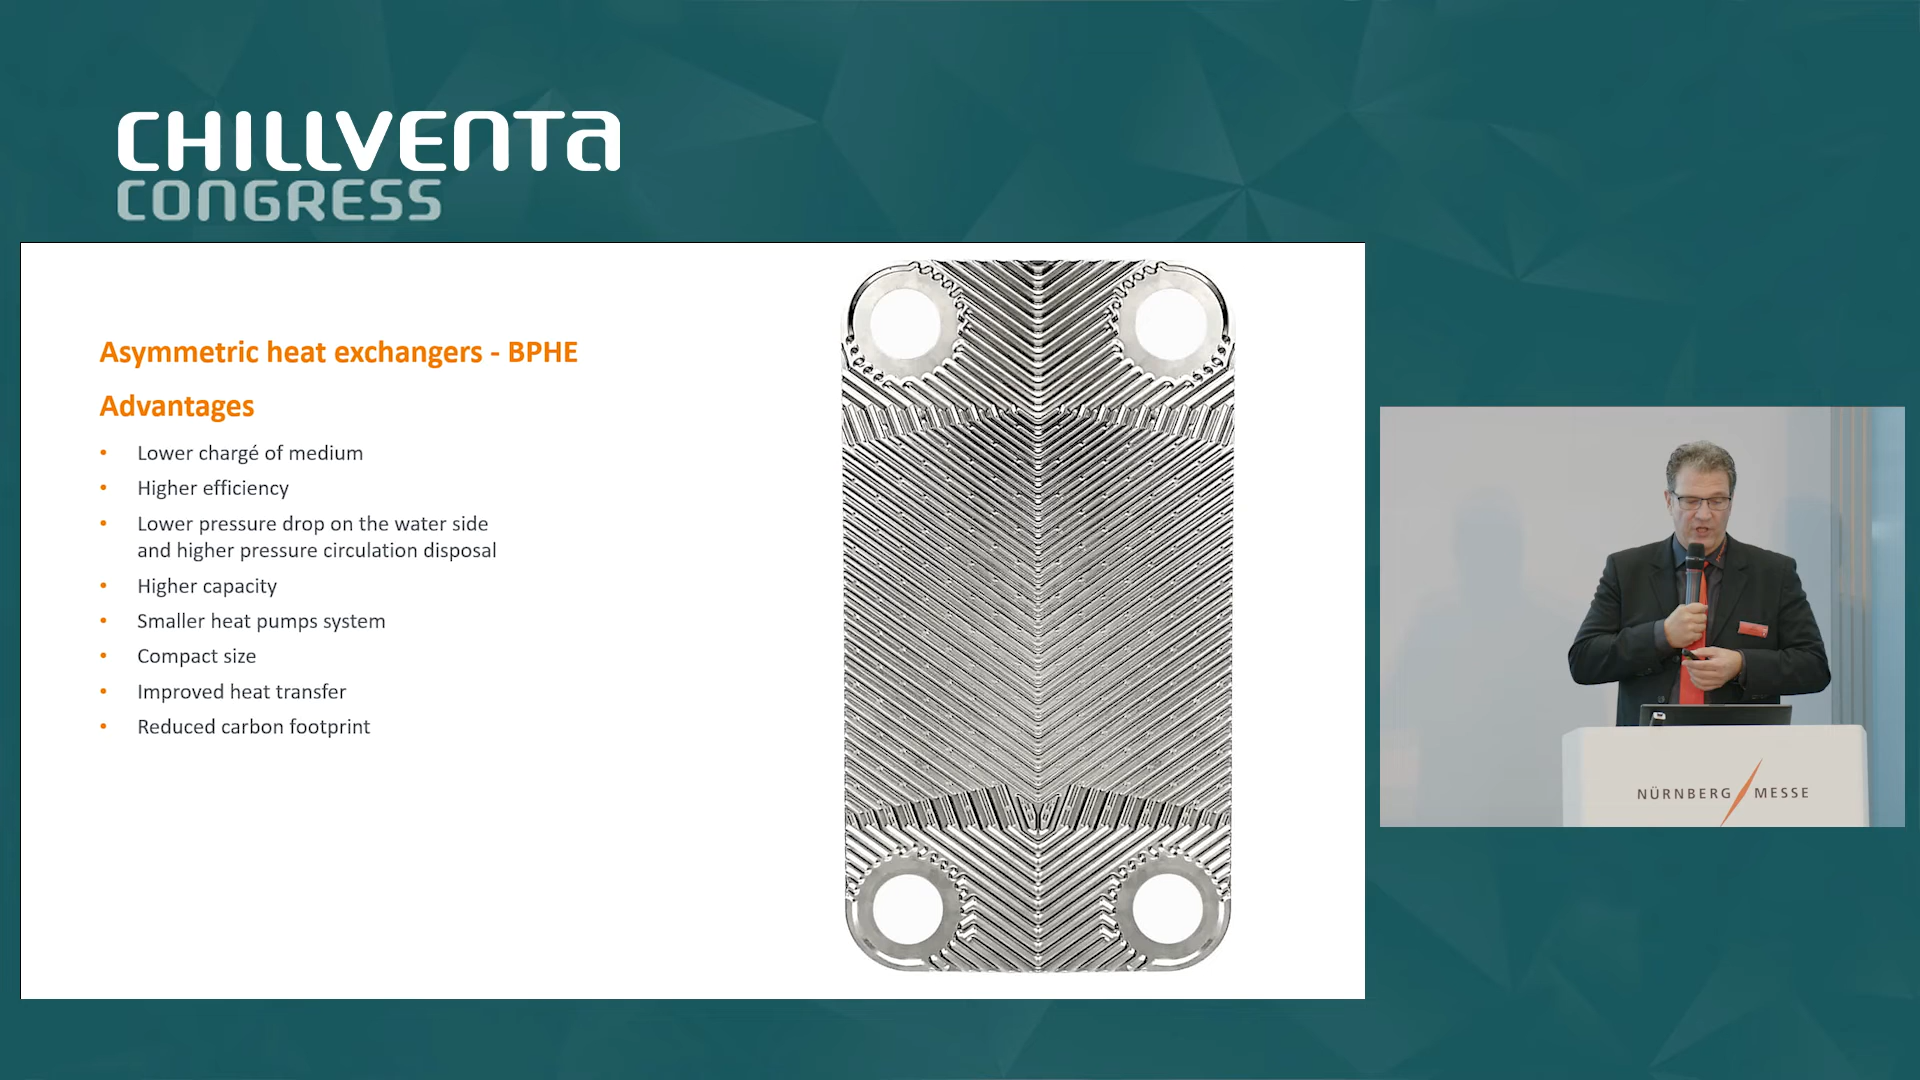 CHILLVENTA
CONGRESS
Asymmetric heat exchangers - BPHE
Advantages
• Lower chargé of medium
• Higher efficiency
• Lower pressure drop on the water side
and higher pressure circulation disposal
• Higher capacity
• Smaller heat pumps system
• Compact size
• Improved heat transfer
• Reduced carbon footprint
NÜRNBERG MESSE